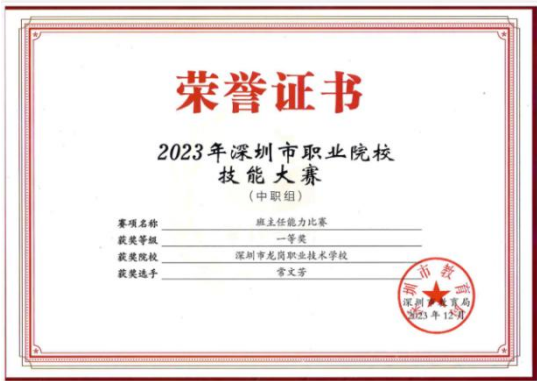 荣誉证书
2023年深圳市职业院校
技能大赛
（中职组）
赛项名称 班主任能力比赛
获奖等级 一等奖
获奖院校 深圳市龙岗职业技术学校
获奖选手 常文芳
深圳市教育局
深圳市教育局
2023年12月